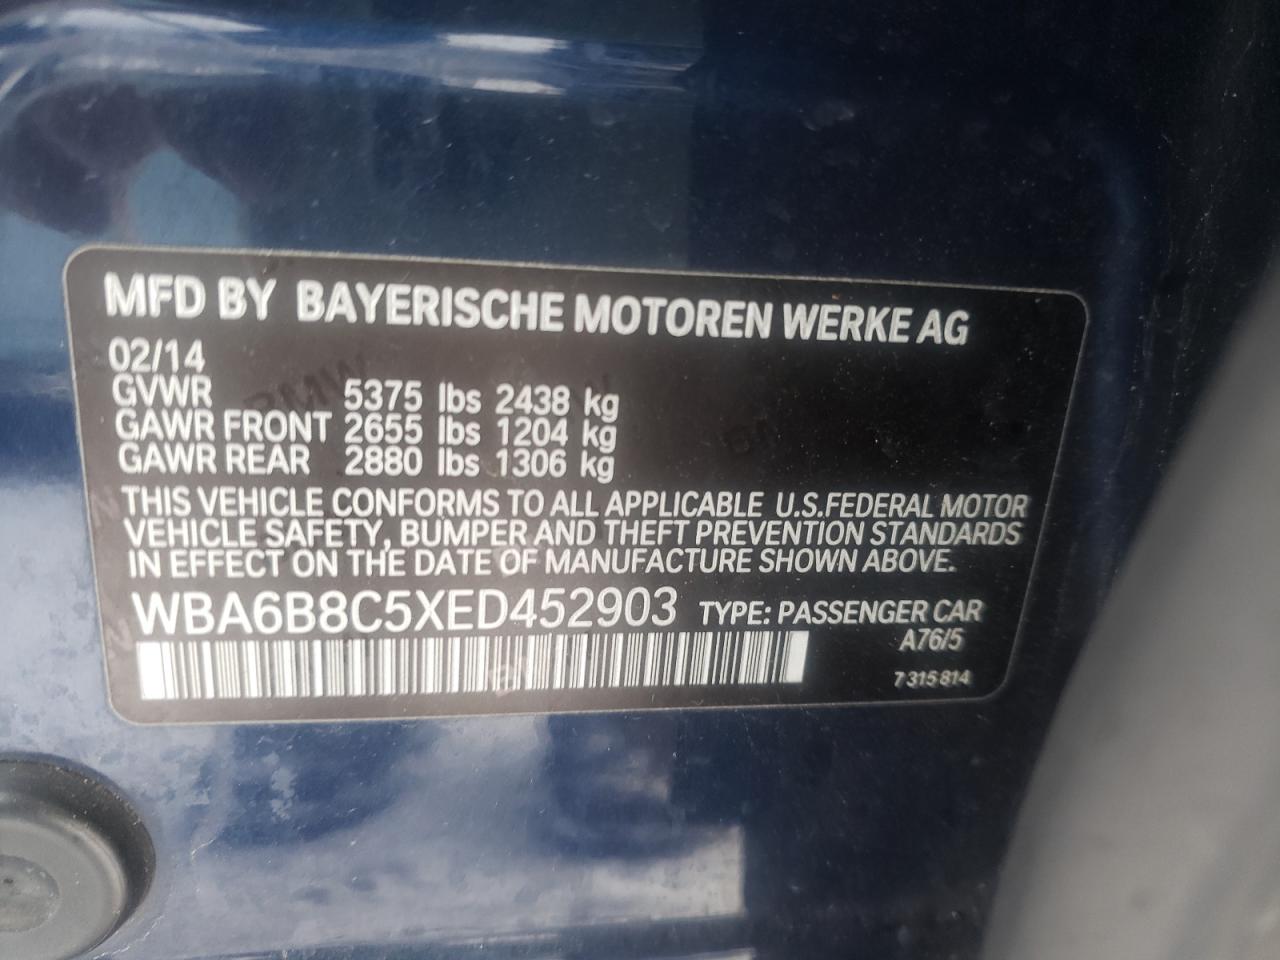 MFD BY BAYERISCHE MOTOREN WERKE AG
02/14
GVWR 5375 lbs 2438 kg
GAWR FRONT 2655 lbs 1204 kg
GAWR REAR 2880 lbs 1306 kg
THIS VEHICLE CONFORMS TO ALL APPLICABLE U.S.FEDERAL MOTOR
VEHICLE SAFETY, BUMPER AND THEFT PREVENTION STANDARDS
IN EFFECT ON THE DATE OF MANUFACTURE SHOWN ABOVE.
WBA6B8C5XED452903 TYPE: PASSENGER CAR
A76/5
7 315 814